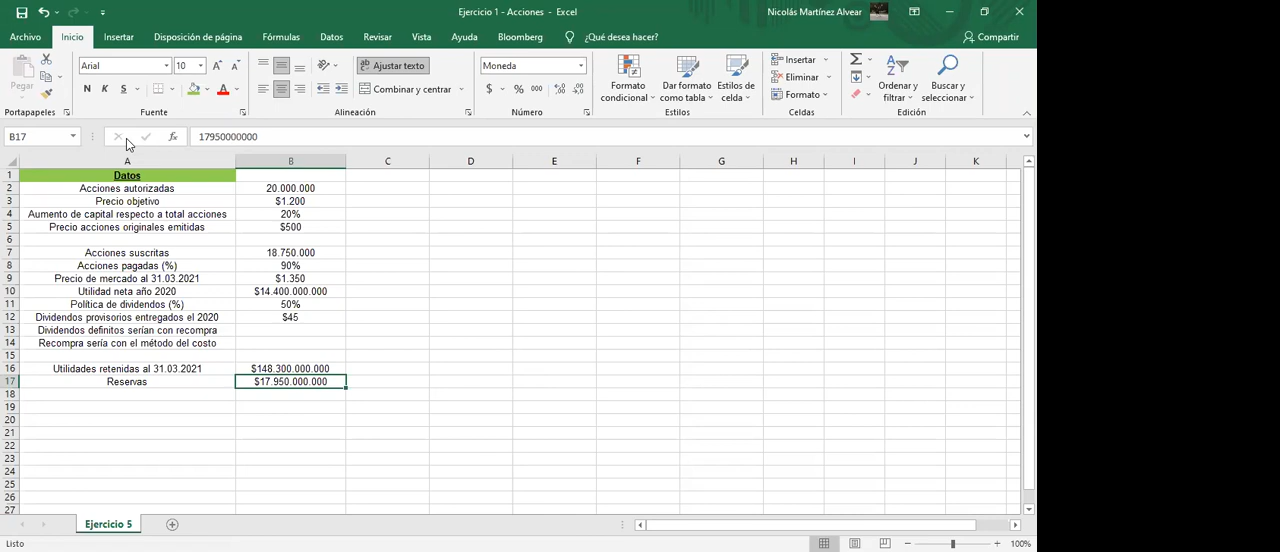 Ejercicio 1 - Acciones - Excel
Nicolás Martínez Alvear
Archivo Inicio Insertar Disposición de página Fórmulas Datos Revisar Vista Ayuda Bloomberg ¿Qué desea hacer? Compartir
Pegar
Arial 10
Ajustar texto
Moneda
N K S
Combinar y centrar
$ % 000
Formato condicional
Dar formato como tabla
Estilos de celda
Insertar
Eliminar
Formato
Ordenar y filtrar
Buscar y seleccionar
Portapapeles Fuente Alineación Número Estilos Celdas Edición
B17 fx 17950000000
A B C D E F G H I J K
1 Datos
2 Acciones autorizadas 20.000.000
3 Precio objetivo $1.200
4 Aumento de capital respecto a total acciones 20%
5 Precio acciones originales emitidas $500
6
7 Acciones suscritas 18.750.000
8 Acciones pagadas (%) 90%
9 Precio de mercado al 31.03.2021 $1.350
10 Utilidad neta año 2020 $14.400.000.000
11 Política de dividendos (%) 50%
12 Dividendos provisorios entregados el 2020 $45
13 Dividendos definitos serían con recompra
14 Recompra sería con el método del costo
15
16 Utilidades retenidas al 31.03.2021 $148.300.000.000
17 Reservas $17.950.000.000
18
19
20
21
22
23
24
25
26
27
Ejercicio 5
Listo
100%